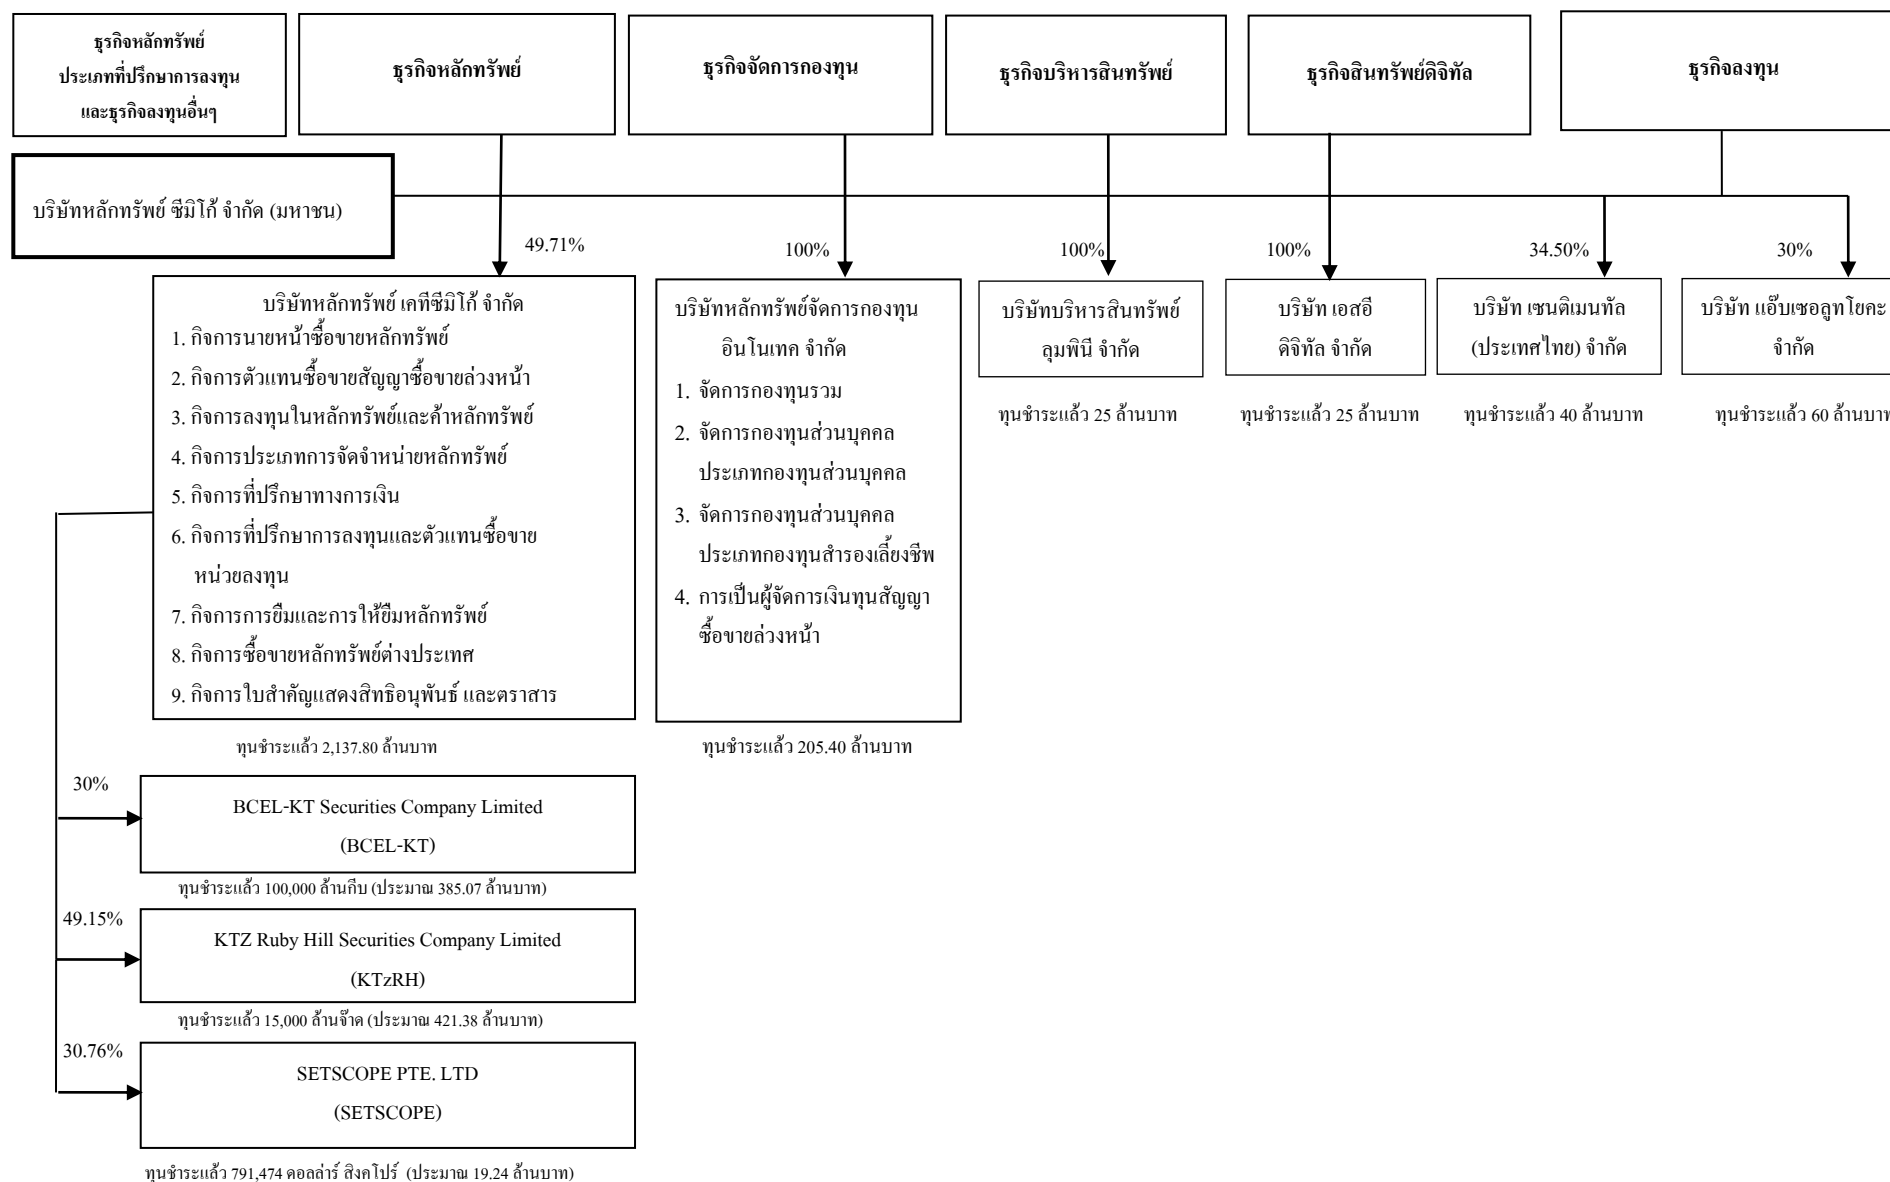 ธุรกิจหลักทรัพย์
ประเภทที่ปรึกษาการลงทุน
และธุรกิจลงทุนอื่นๆ
ธุรกิจหลักทรัพย์
ธุรกิจจัดการกองทุน
ธุรกิจบริหารสินทรัพย์
ธุรกิจสินทรัพย์ดิจิทัล
ธุรกิจลงทุน
บริษัทหลักทรัพย์ ซีมิโก้ จำกัด (มหาชน)
49.71%
100%
100%
100%
34.50%
30%
บริษัทหลักทรัพย์ เคทีซีมิโก้ จำกัด
1. กิจการนายหน้าซื้อขายหลักทรัพย์
2. กิจการตัวแทนซื้อขายสัญญาซื้อขายล่วงหน้า
3. กิจการลงทุนในหลักทรัพย์และค้าหลักทรัพย์
4. กิจการประเภทการจัดจำหน่ายหลักทรัพย์
5. กิจการที่ปรึกษาทางการเงิน
6. กิจการที่ปรึกษาการลงทุนและตัวแทนซื้อขาย
หน่วยลงทุน
7. กิจการการยืมและการให้ยืมหลักทรัพย์
8. กิจการซื้อขายหลักทรัพย์ต่างประเทศ
9. กิจการใบสำคัญแสดงสิทธิอนุพันธ์ และตราสาร
ทุนชำระแล้ว 2,137.80 ล้านบาท
บริษัทหลักทรัพย์จัดการกองทุน
อินโนเทค จำกัด
1. จัดการกองทุนรวม
2. จัดการกองทุนส่วนบุคคล
ประเภทกองทุนส่วนบุคคล
3. จัดการกองทุนส่วนบุคคล
ประเภทกองทุนสำรองเลี้ยงชีพ
4. การเป็นผู้จัดการเงินทุนสัญญา
ซื้อขายล่วงหน้า
ทุนชำระแล้ว 205.40 ล้านบาท
บริษัทบริหารสินทรัพย์
ลุมพินี จำกัด
ทุนชำระแล้ว 25 ล้านบาท
บริษัท เอสอี
ดิจิทัล จำกัด
ทุนชำระแล้ว 25 ล้านบาท
บริษัท เซนติเมนทัล
(ประเทศไทย) จำกัด
ทุนชำระแล้ว 40 ล้านบาท
บริษัท แอ๊บเซอลูทโยคะ
จำกัด
ทุนชำระแล้ว 60 ล้านบาท
30%
BCEL-KT Securities Company Limited
(BCEL-KT)
ทุนชำระแล้ว 100,000 ล้านกีบ (ประมาณ 385.07 ล้านบาท)
49.15%
KTZ Ruby Hill Securities Company Limited
(KTzRH)
ทุนชำระแล้ว 15,000 ล้านจ๊าด (ประมาณ 421.38 ล้านบาท)
30.76%
SETSCOPE PTE. LTD
(SETSCOPE)
ทุนชำระแล้ว 791,474 ดอลล่าร์ สิงคโปร์ (ประมาณ 19.24 ล้านบาท)